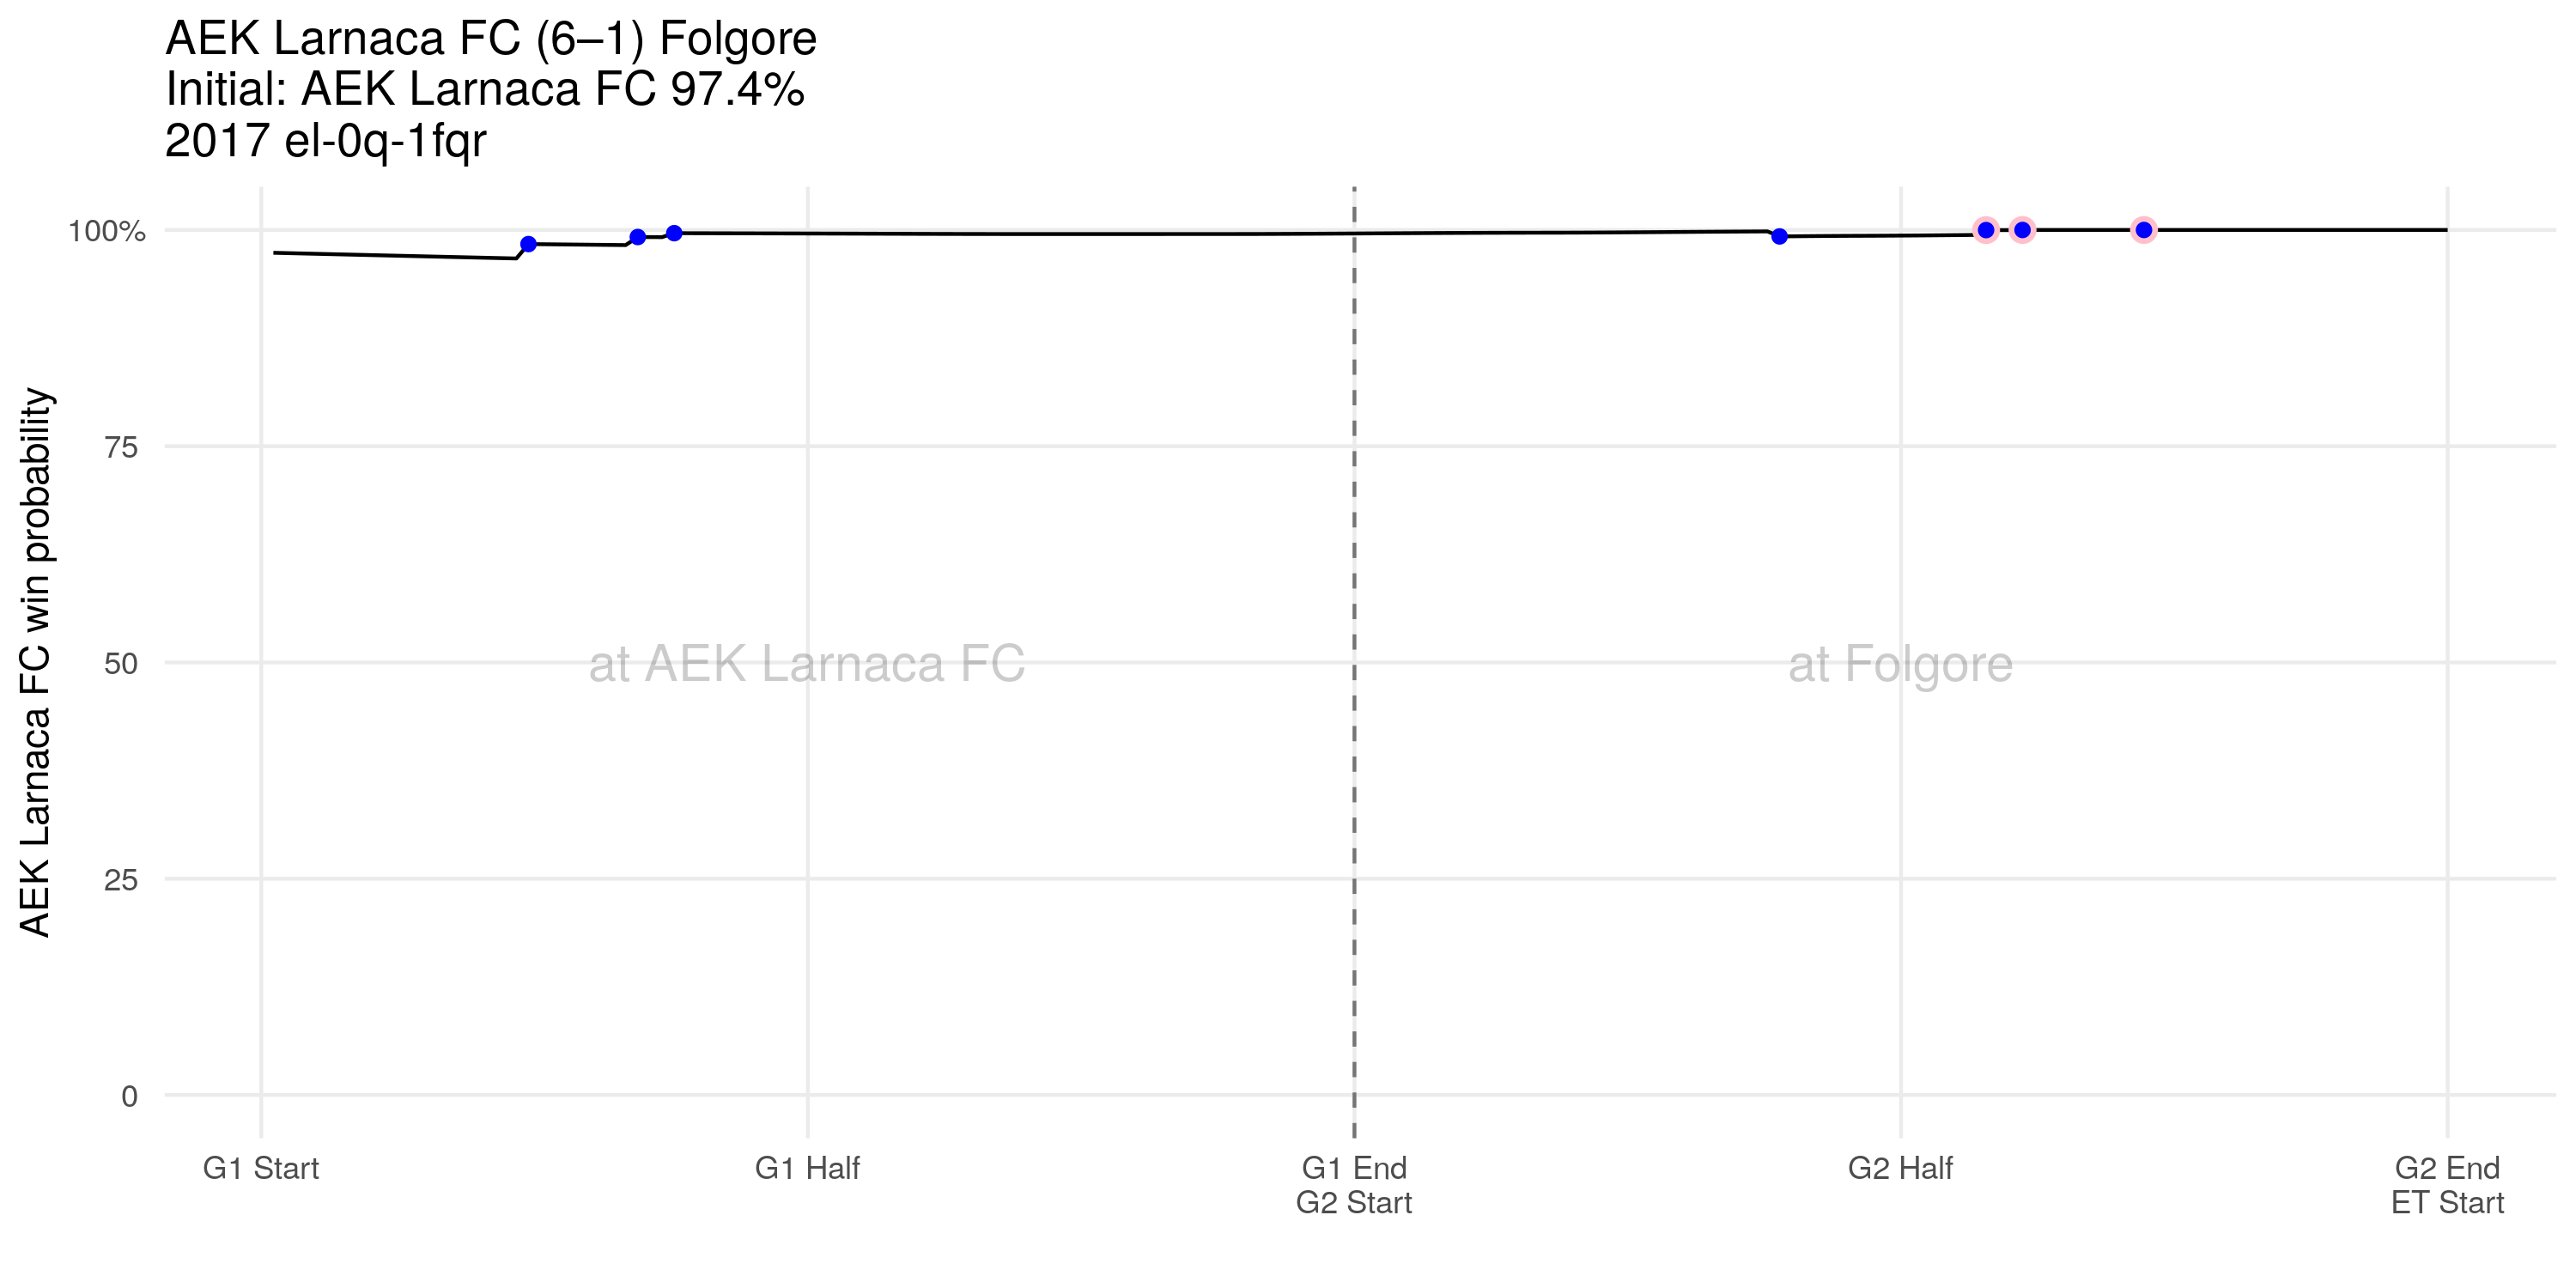 AEK Larnaca FC (6–1) Folgore
Initial: AEK Larnaca FC 97.4%
2017 el-0q-1fqr
AEK Larnaca FC win probability
100%
75
50
25
0
at AEK Larnaca FC
at Folgore
G1 Start
G1 Half
G1 End
G2 Start
G2 Half
G2 End
ET Start